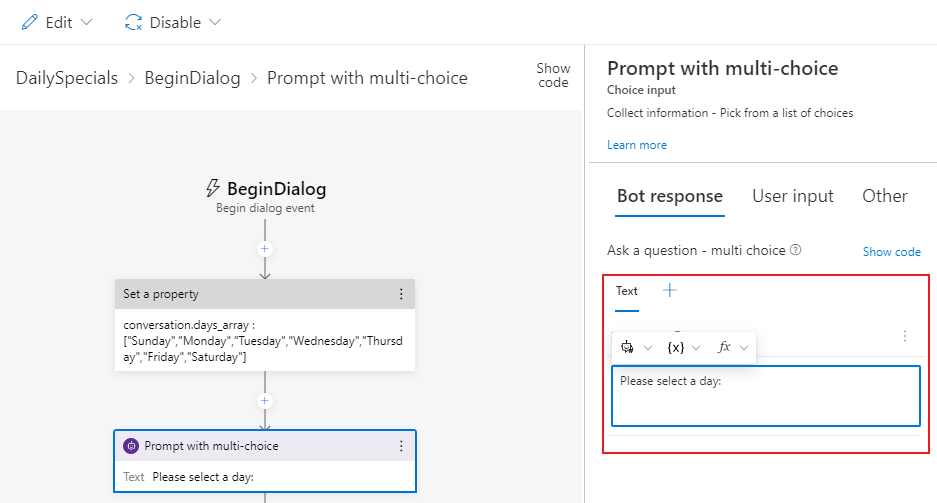 Edit
Disable
DailySpecials > BeginDialog > Prompt with multi-choice
Show
code
BeginDialog
Begin dialog event
Set a property
conversation.days_array :
["Sunday","Monday","Tuesday","Wednesday","Thursd
ay","Friday","Saturday"]
Prompt with multi-choice
Text Please select a day:
Prompt with multi-choice
Choice input
Collect information - Pick from a list of choices
Learn more
Bot response User input Other
Ask a question - multi choice ?
Show code
Text +
{x} fx
Please select a day: